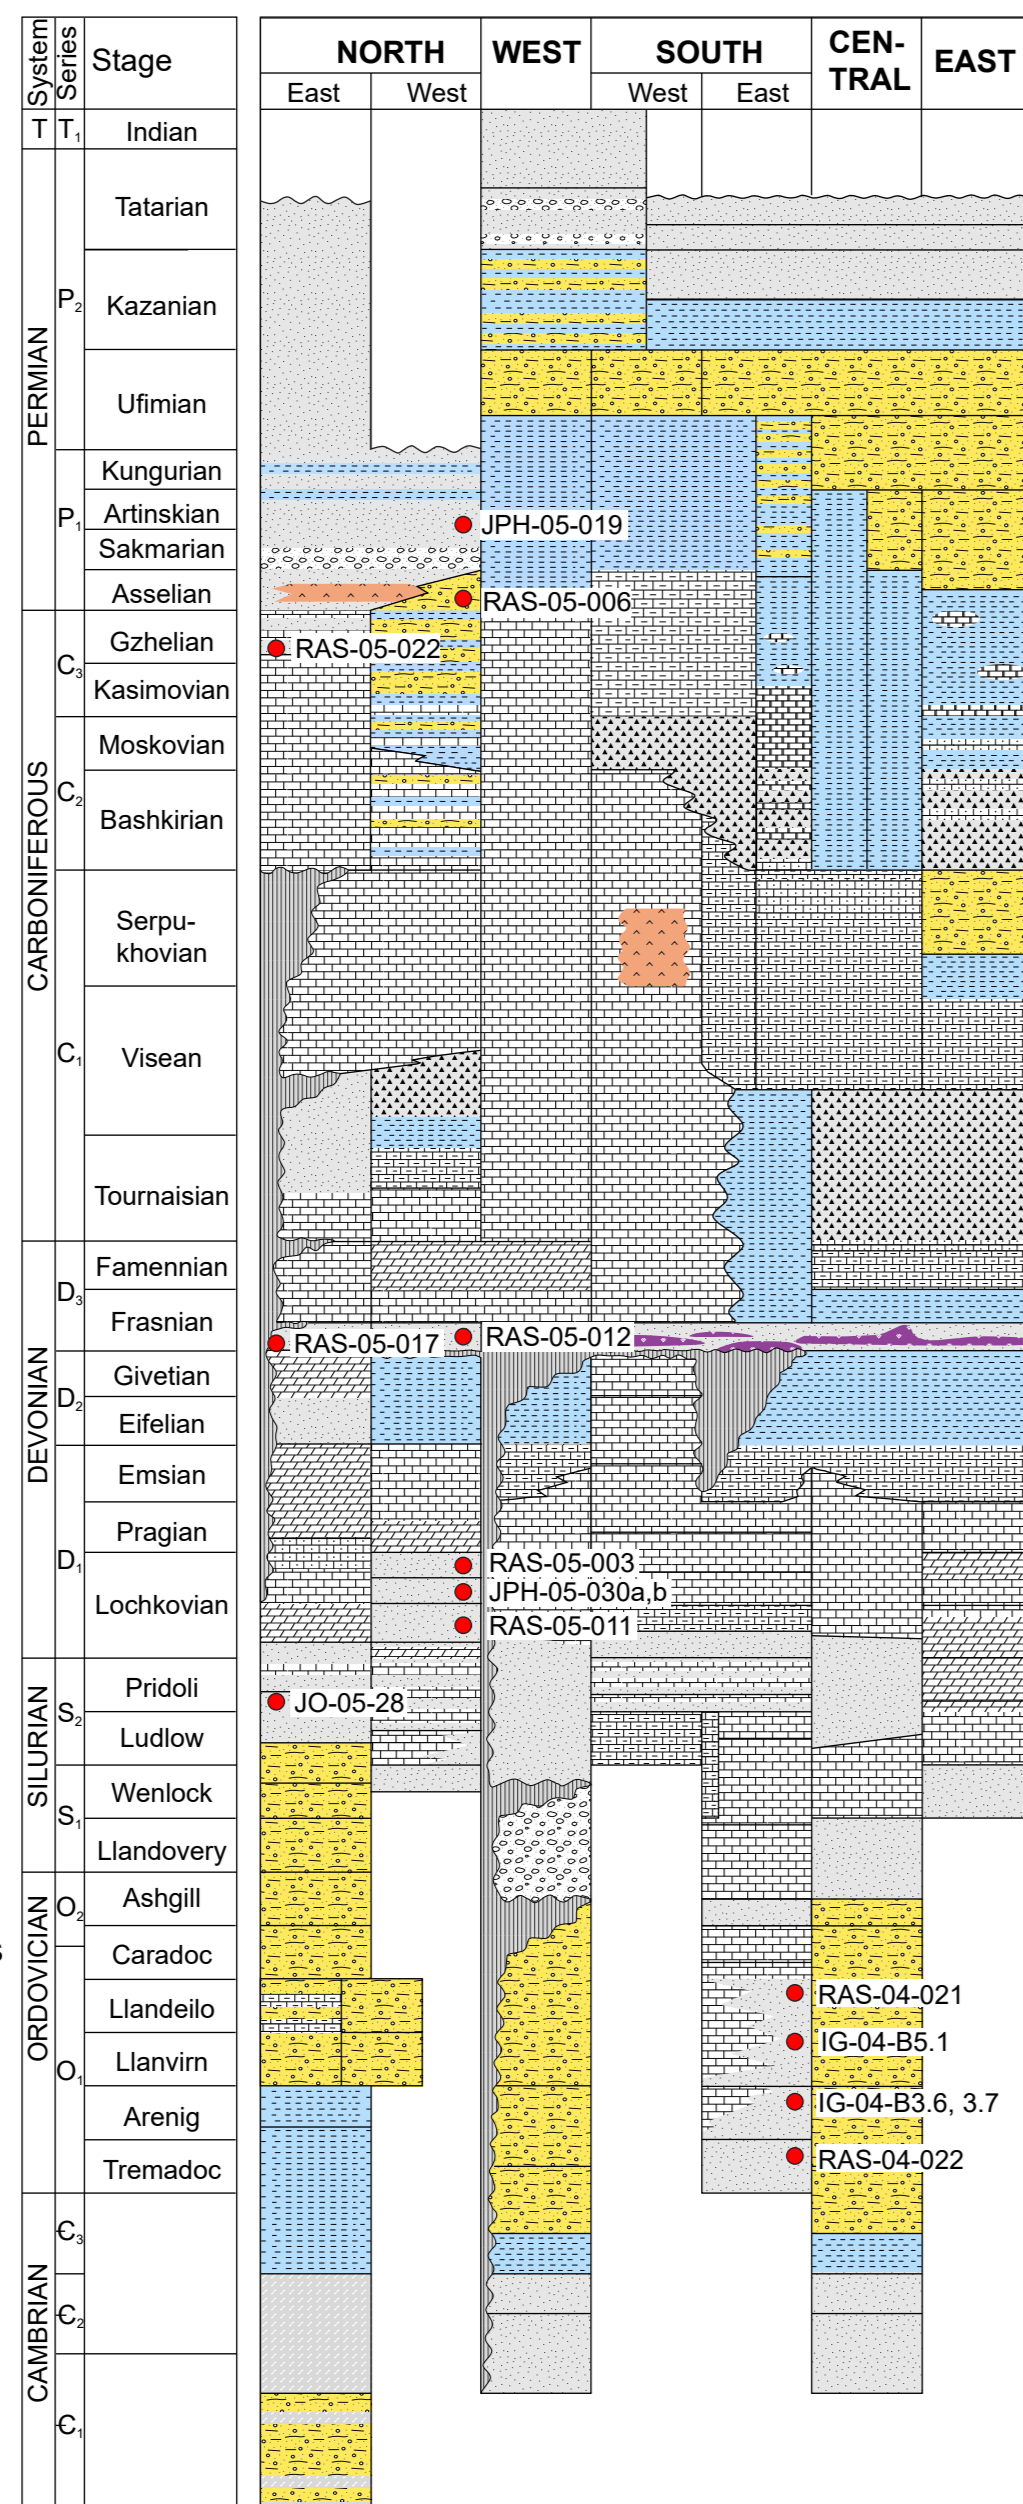 System
Series
Stage
NORTH
WEST
SOUTH
CEN-
TRAL
EAST
East
West
West
East
T
T1
Indian
PERMIAN
P2
Tatarian
Kazanian
Ufimian
P1
Kungurian
Artinskian
JPH-05-019
Sakmarian
Asselian
RAS-05-006
CARBONIFEROUS
C3
Gzhelian
RAS-05-022
Kasimovian
C2
Moskovian
Bashkirian
C1
Serpu-
khovian
Visean
Tournaisian
DEVONIAN
D3
Famennian
Frasnian
RAS-05-017
RAS-05-012
D2
Givetian
Eifelian
D1
Emsian
Pragian
RAS-05-003
JPH-05-030a,b
Lochkovian
RAS-05-011
SILURIAN
S2
Pridoli
JO-05-28
Ludlow
S1
Wenlock
Llandovery
ORDOVICIAN
O2
Ashgill
Caradoc
s
O1
Llandeilo
RAS-04-021
Llanvirn
IG-04-B5.1
Arenig
IG-04-B3.6, 3.7
Tremadoc
RAS-04-022
CAMBRIAN
Є3
Є2
Є1